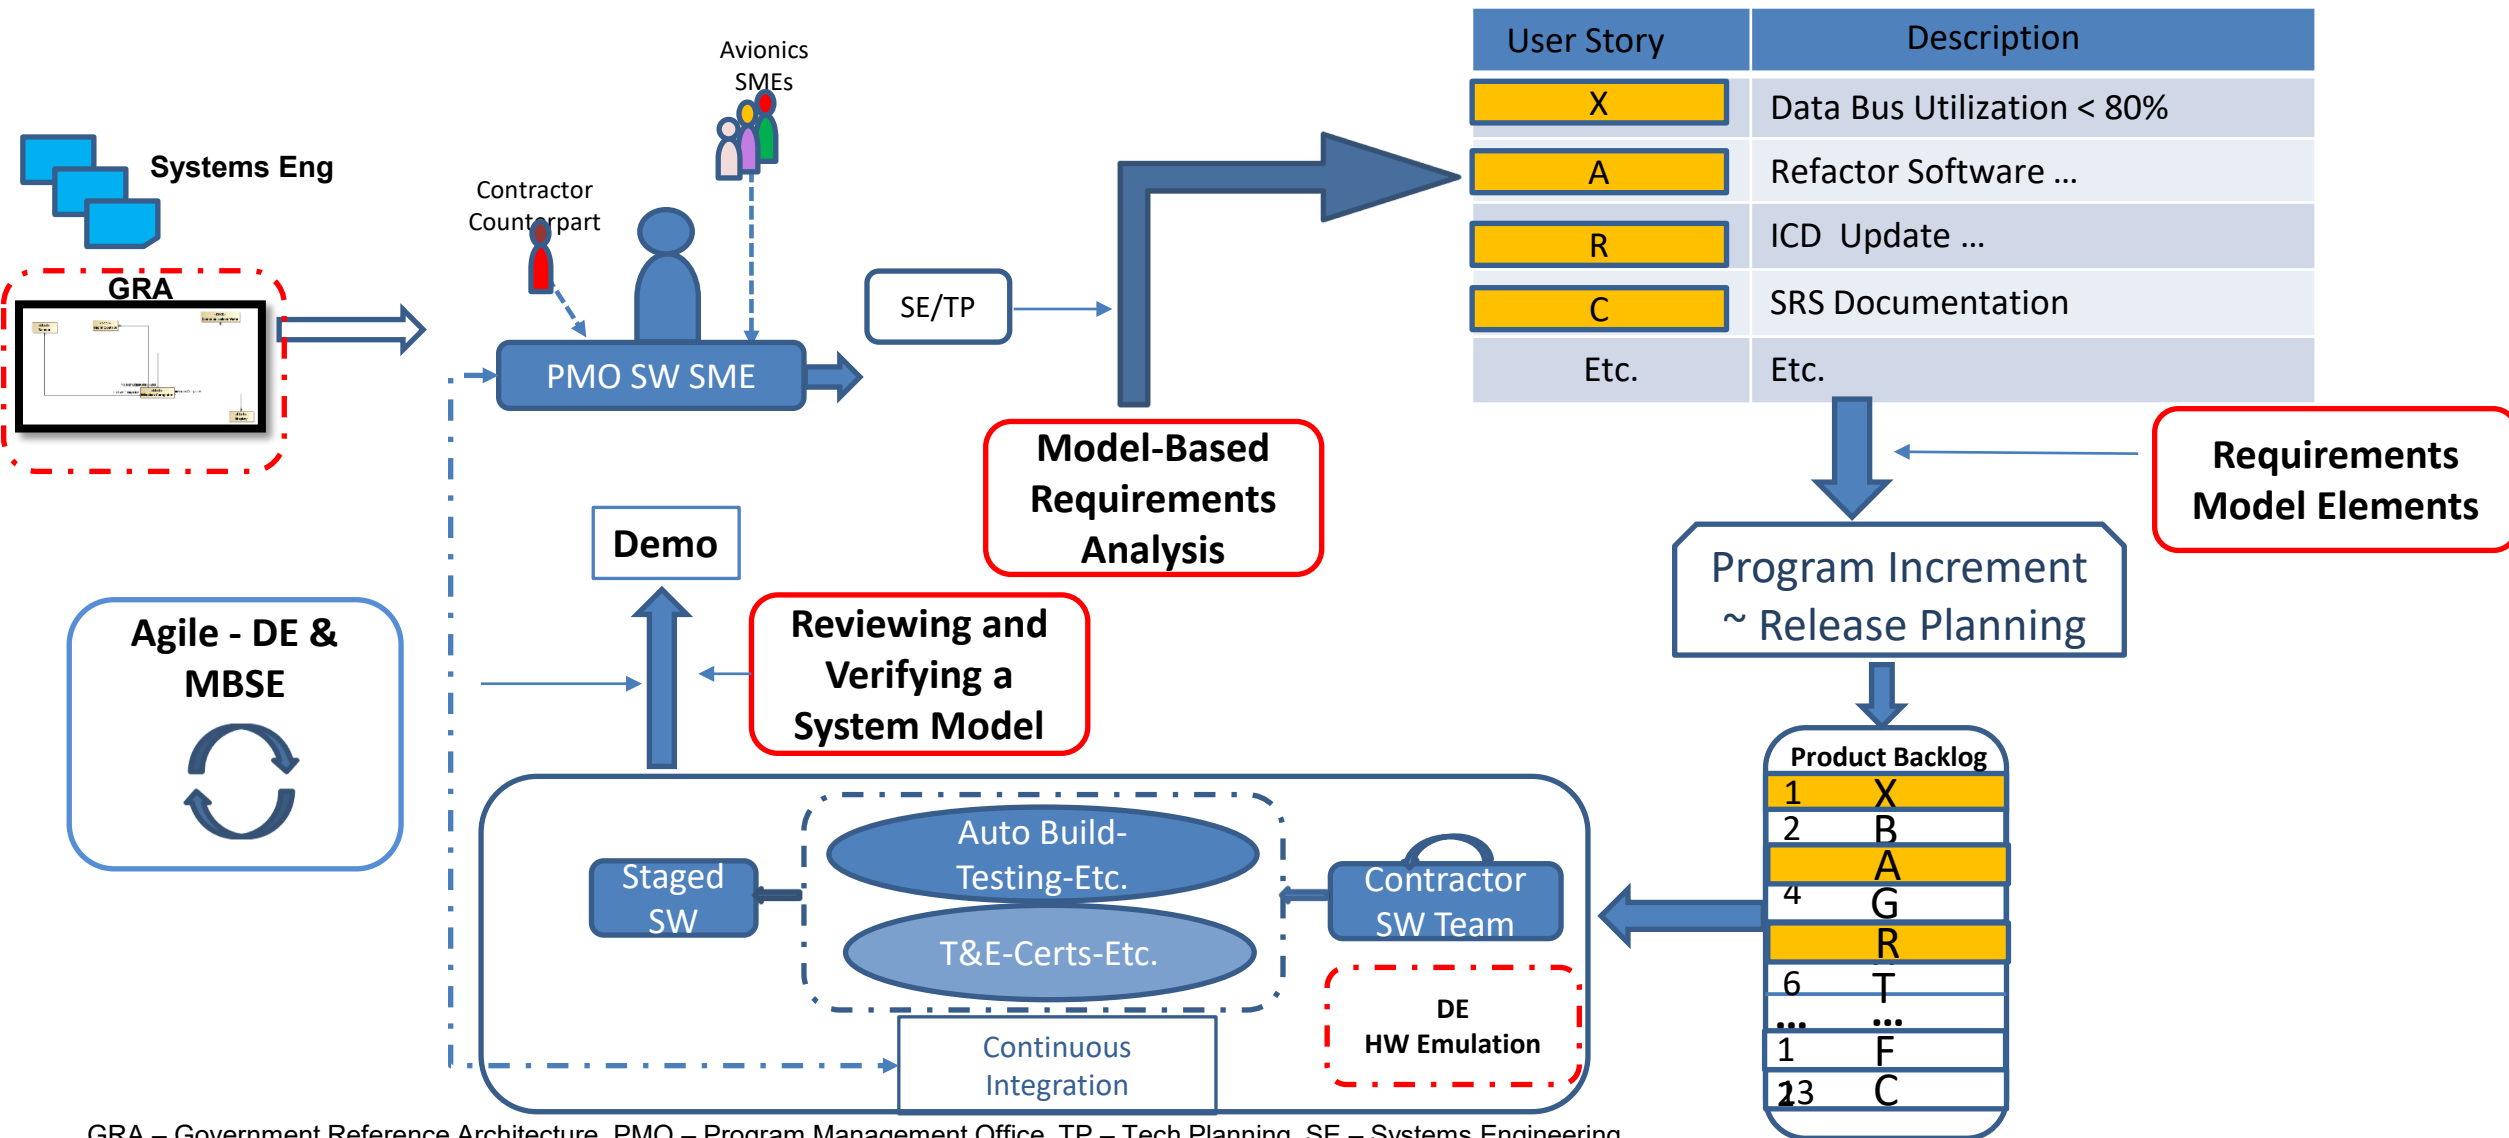 Avionics
SMEs
Systems Eng
Contractor
Counterpart
GRA
PMO SW SME
SE/TP
User Story
Description
X
Data Bus Utilization < 80%
A
Refactor Software ...
R
ICD  Update ...
C
SRS Documentation
Etc.
Etc.
Model-Based
Requirements
Analysis
Requirements
Model Elements
Demo
Program Increment
~ Release Planning
Agile - DE &
MBSE
Reviewing and
Verifying a
System Model
Product Backlog
1 X
2 B
A
4 G
R
6 T
... ...
1 F
2
13 C
Auto Build-
Testing-Etc.
T&E-Certs-Etc.
Staged
SW
Contractor
SW Team
DE
HW Emulation
Continuous
Integration
GRA – Government Reference Architecture, PMO – Program Management Office, TP – Tech Planning, SE – Systems Engineering